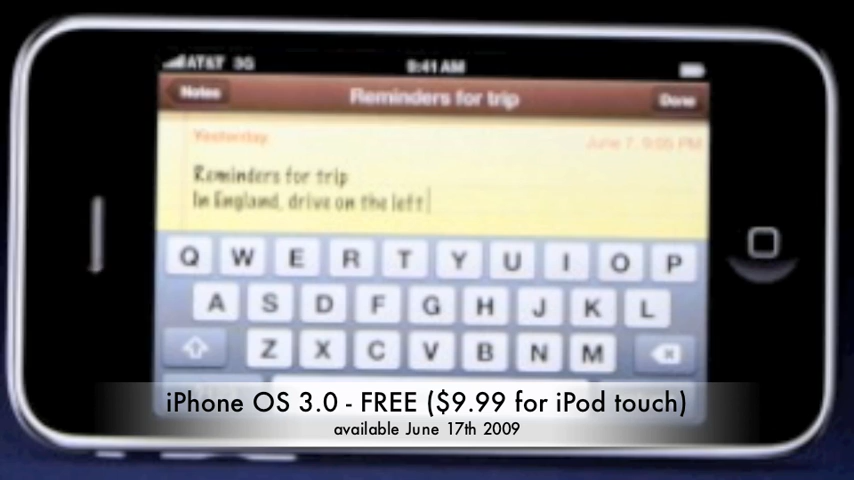 AT&T 3G 9:41 AM
Notes Reminders for trip Done
Yesterday June 7, 9:05 PM
Reminders for trip
In England, drive on the left
Q W E R T Y U I O P
A S D F G H J K L
Z X C V B N M
iPhone OS 3.0 - FREE ($9.99 for iPod touch)
available June 17th 2009